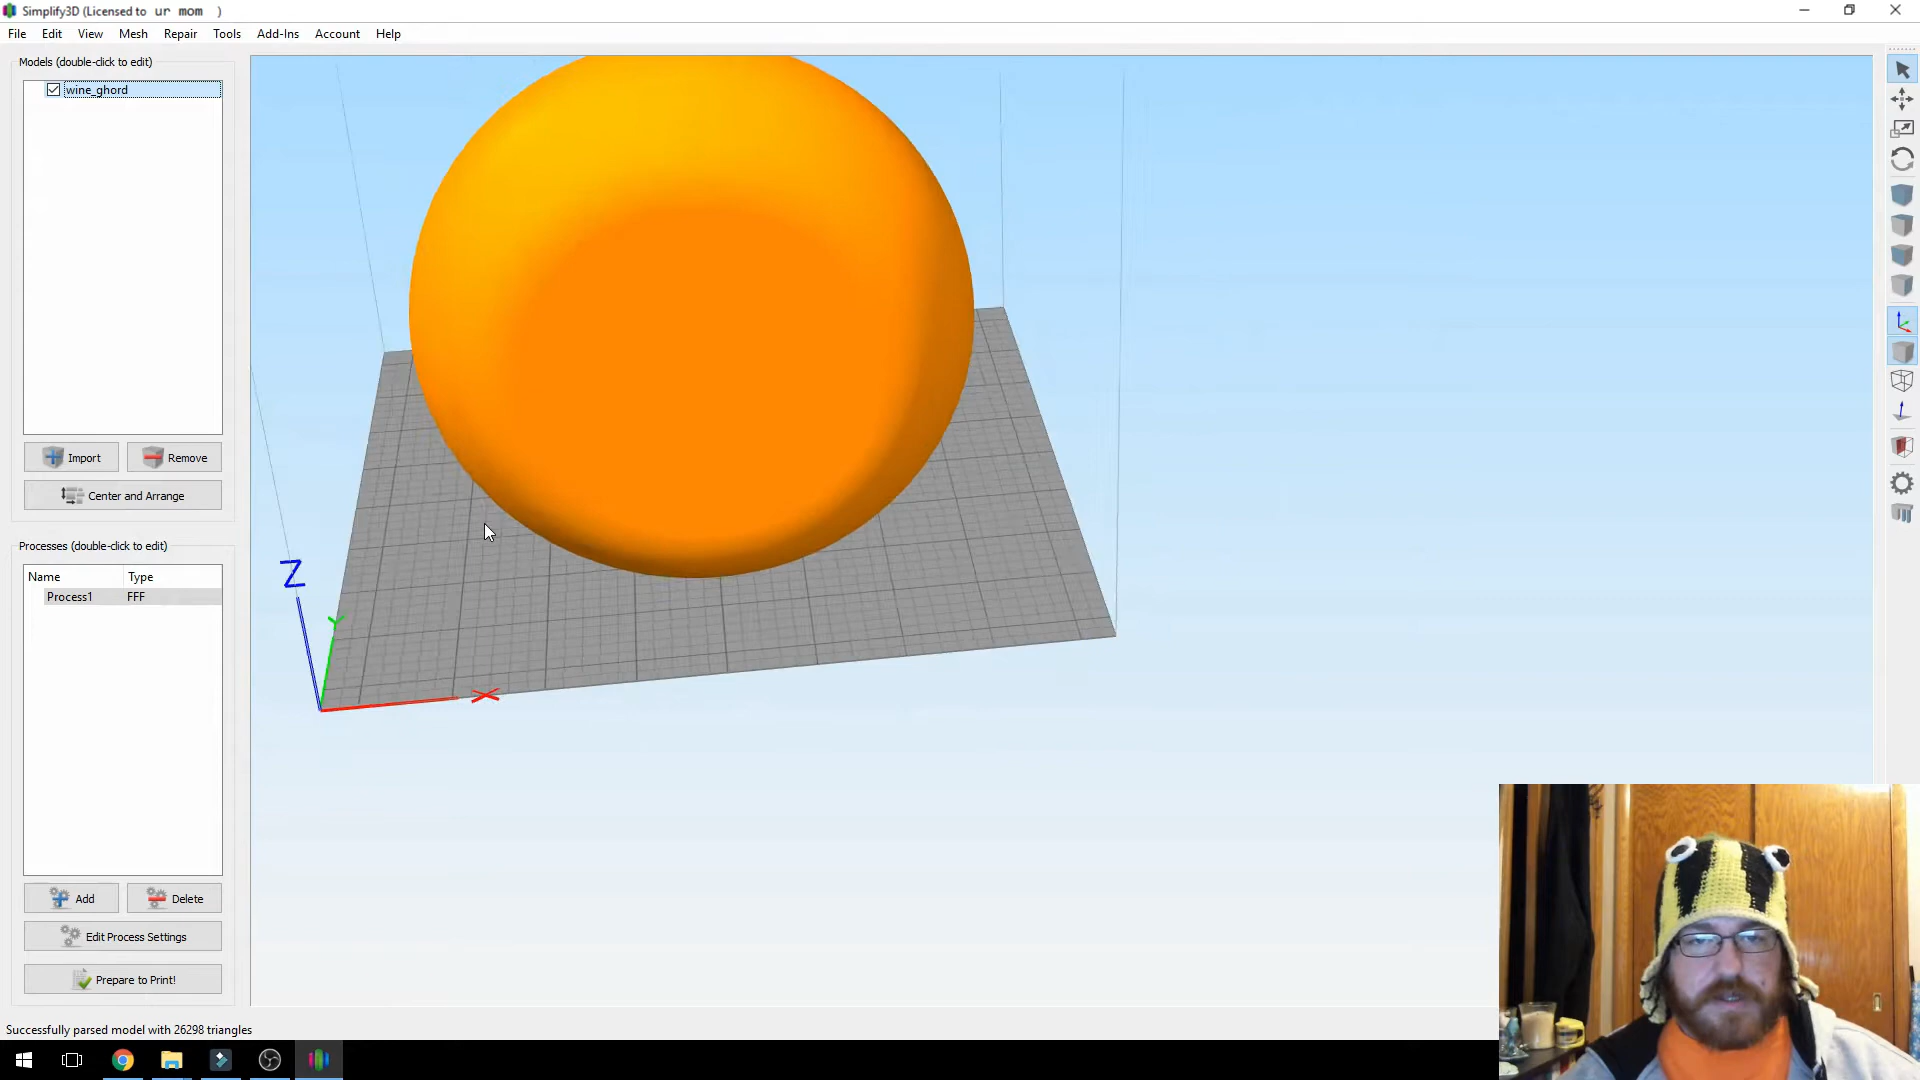 Simplify3D (Licensed to ur mom )
File Edit View Mesh Repair Tools Add-Ins Account Help
Models (double-click to edit)
wine_ghord
Import Remove
Center and Arrange
Processes (double-click to edit)
Name Type
Process1 FFF
Z
Y
X
Add Delete
Edit Process Settings
Prepare to Print!
Successfully parsed model with 26298 triangles